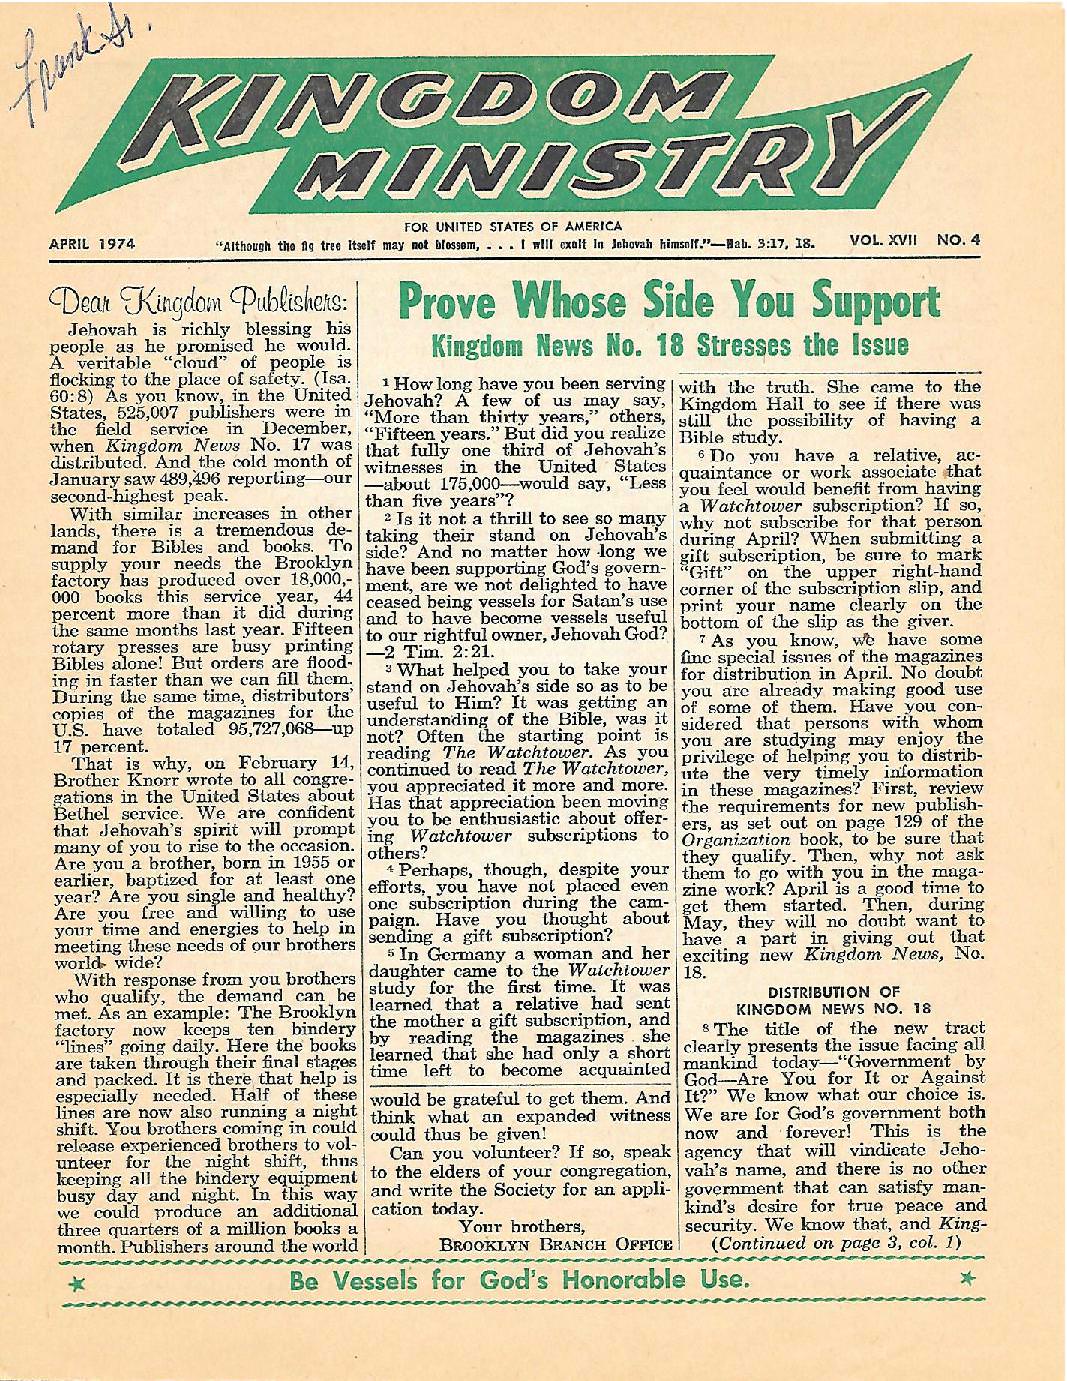 Frank Sr.
KINGDOM
MINISTRY
FOR UNITED STATES OF AMERICA
APRIL 1974 "Although the fig tree itself may not blossom, . . . I will exult in Jehovah himself."—Hab. 3:17, 18. VOL. XVII NO. 4
Dear Kingdom Publishers:
Jehovah is richly blessing his
people as he promised he would.
A veritable "cloud" of people is
flocking to the place of safety. (Isa.
60:8) As you know, in the United
States, 525,007 publishers were in
the field service in December,
when Kingdom News No. 17 was
distributed. And the cold month of
January saw 489,496 reporting—our
second-highest peak.
With similar increases in other
lands, there is a tremendous de-
mand for Bibles and books. To
supply your needs the Brooklyn
factory has produced over 18,000,-
000 books this service year, 44
percent more than it did during
the same months last year. Fifteen
rotary presses are busy printing
Bibles alone! But orders are flood-
ing in faster than we can fill them.
During the same time, distributors'
copies of the magazines for the
U.S. have totaled 95,727,068—up
17 percent.
That is why, on February 14,
Brother Knorr wrote to all congre-
gations in the United States about
Bethel service. We are confident
that Jehovah's spirit will prompt
many of you to rise to the occasion.
Are you a brother, born in 1955 or
earlier, baptized for at least one
year? Are you single and healthy?
Are you free and willing to use
your time and energies to help in
meeting these needs of our brothers
world- wide?
With response from you brothers
who qualify, the demand can be
met. As an example: The Brooklyn
factory now keeps ten bindery
"lines" going daily. Here the books
are taken through their final stages
and packed. It is there that help is
especially needed. Half of these
lines are now also running a night
shift. You brothers coming in could
release experienced brothers to vol-
unteer for the night shift, thus
keeping all the bindery equipment
busy day and night. In this way
we could produce an additional
three quarters of a million books a
month. Publishers around the world
would be grateful to get them. And
think what an expanded witness
could thus be given!
Can you volunteer? If so, speak
to the elders of your congregation,
and write the Society for an appli-
cation today.
Your brothers,
BROOKLYN BRANCH OFFICE
Prove Whose Side You Support
Kingdom News No. 18 Stresses the Issue
1 How long have you been serving
Jehovah? A few of us may say,
"More than thirty years," others,
"Fifteen years." But did you realize
that fully one third of Jehovah's
witnesses in the United States
—about 175,000—would say, "Less
than five years"?
2 Is it not a thrill to see so many
taking their stand on Jehovah's
side? And no matter how long we
have been supporting God's govern-
ment, are we not delighted to have
ceased being vessels for Satan's use
and to have become vessels useful
to our rightful owner, Jehovah God?
—2 Tim. 2:21.
3 What helped you to take your
stand on Jehovah's side so as to be
useful to Him? It was getting an
understanding of the Bible, was it
not? Often the starting point is
reading The Watchtower. As you
continued to read The Watchtower,
you appreciated it more and more.
Has that appreciation been moving
you to be enthusiastic about offer-
ing Watchtower subscriptions to
others?
4 Perhaps, though, despite your
efforts, you have not placed even
one subscription during the cam-
paign. Have you thought about
sending a gift subscription?
5 In Germany a woman and her
daughter came to the Watchtower
study for the first time. It was
learned that a relative had sent
the mother a gift subscription, and
by reading the magazines she
learned that she had only a short
time left to become acquainted
with the truth. She came to the
Kingdom Hall to see if there was
still the possibility of having a
Bible study.
6 Do you have a relative, ac-
quaintance or work associate that
you feel would benefit from having
a Watchtower subscription? If so,
why not subscribe for that person
during April? When submitting a
gift subscription, be sure to mark
"Gift" on the upper right-hand
corner of the subscription slip, and
print your name clearly on the
bottom of the slip as the giver.
7 As you know, we have some
fine special issues of the magazines
for distribution in April. No doubt
you are already making good use
of some of them. Have you con-
sidered that persons with whom
you are studying may enjoy the
privilege of helping you to distrib-
ute the very timely information
in these magazines? First, review
the requirements for new publish-
ers, as set out on page 129 of the
Organization book, to be sure that
they qualify. Then, why not ask
them to go with you in the maga-
zine work? April is a good time to
get them started. Then, during
May, they will no doubt want to
have a part in giving out that
exciting new Kingdom News, No.
18.
DISTRIBUTION OF
KINGDOM NEWS NO. 18
8 The title of the new tract
clearly presents the issue facing all
mankind today—"Government by
God—Are You for It or Against
It?" We know what our choice is.
We are for God's government both
now and forever! This is the
agency that will vindicate Jeho-
vah's name, and there is no other
government that can satisfy man-
kind's desire for true peace and
security. We know that, and King-
(Continued on page 3, col. 1)
Be Vessels for God's Honorable Use.